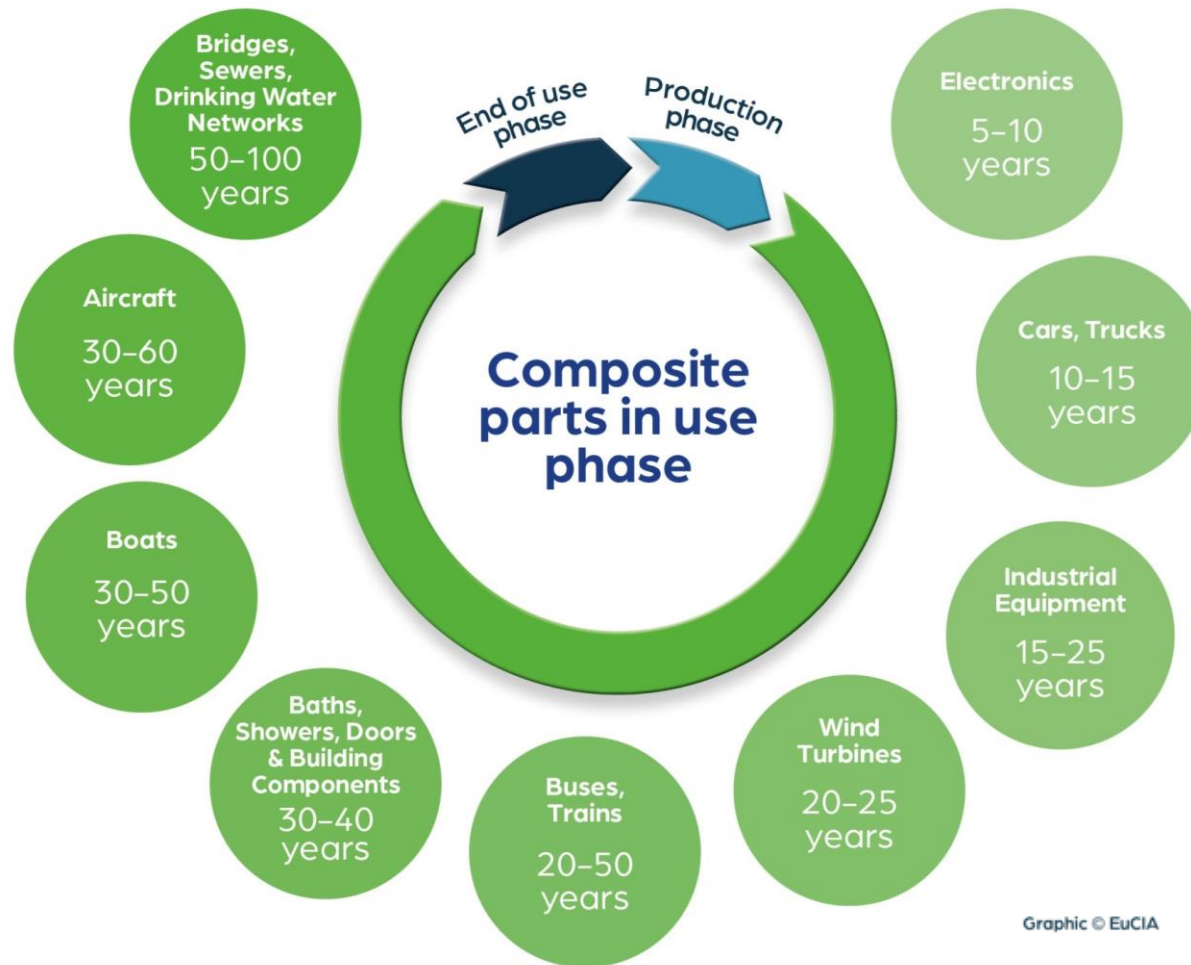 End of use
phase
Production
phase
Composite
parts in use
phase
Electronics
5-10
years
Cars, Trucks
10-15
years
Industrial
Equipment
15-25
years
Wind
Turbines
20-25
years
Buses,
Trains
20-50
years
Baths,
Showers, Doors
& Building
Components
30-40
years
Boats
30-50
years
Aircraft
30-60
years
Bridges,
Sewers,
Drinking Water
Networks
50-100
years
Graphic © EuCIA